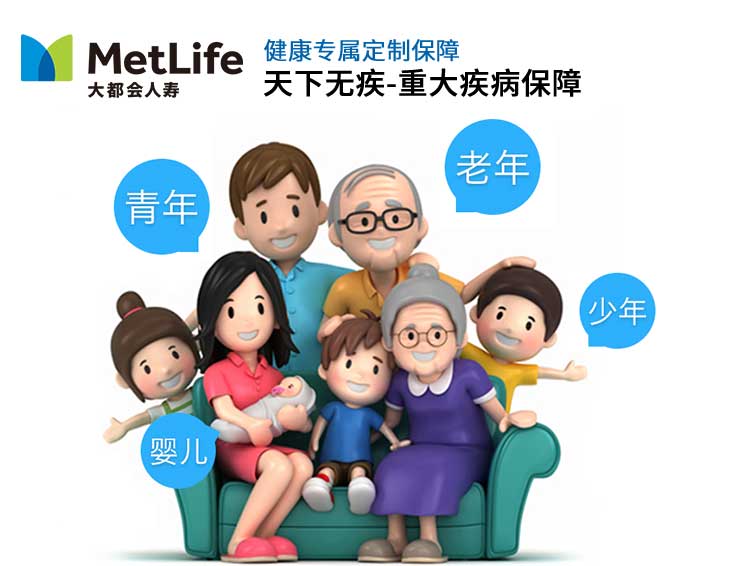 MetLife
大都会人寿
健康专属定制保障
天下无疾-重大疾病保障
老年
青年
少年
婴儿